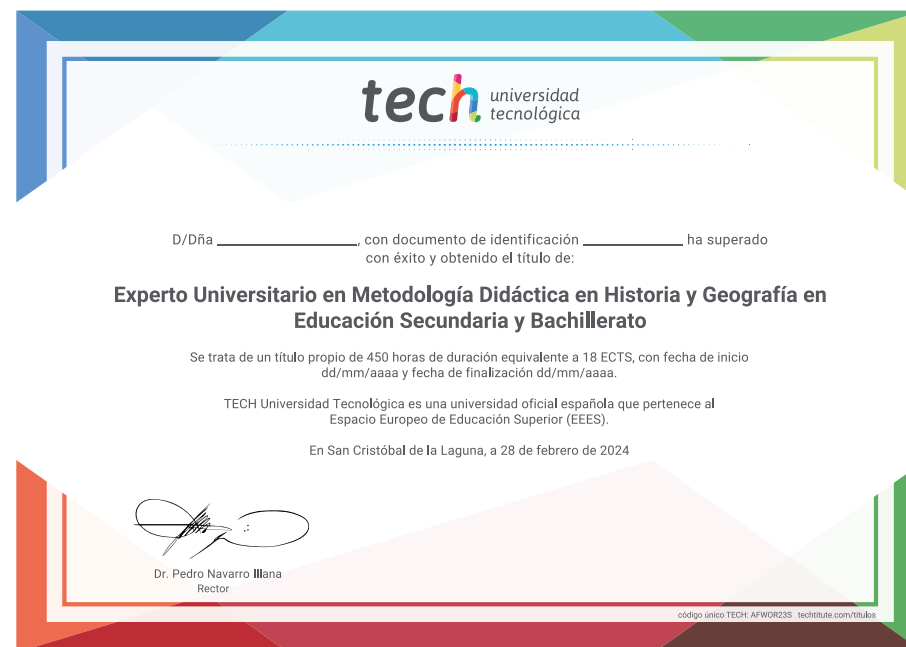 tech universidad
tecnológica
D/Dña ____________, con documento de identificación ____________ ha superado
con éxito y obtenido el título de:
Experto Universitario en Metodología Didáctica en Historia y Geografía en
Educación Secundaria y Bachillerato
Se trata de un título propio de 450 horas de duración equivalente a 18 ECTS, con fecha de inicio
dd/mm/aaaa y fecha de finalización dd/mm/aaaa.
TECH Universidad Tecnológica es una universidad oficial española que pertenece al
Espacio Europeo de Educación Superior (EEES).
En San Cristóbal de la Laguna, a 28 de febrero de 2024
Dr. Pedro Navarro Illana
Rector
código único TECH: AFWOR23S techtitute.com/titulos